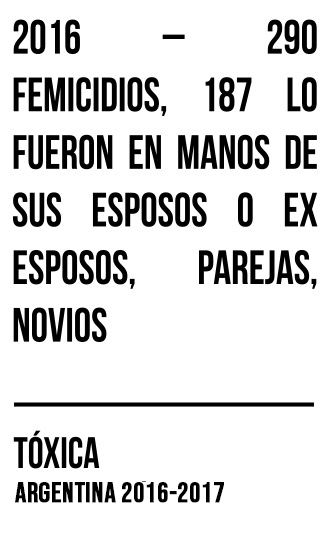 2016 – 290
FEMICIDIOS, 187 LO
FUERON EN MANOS DE
SUS ESPOSOS O EX
ESPOSOS, PAREJAS,
NOVIOS
TÓXICA
ARGENTINA 2016-2017